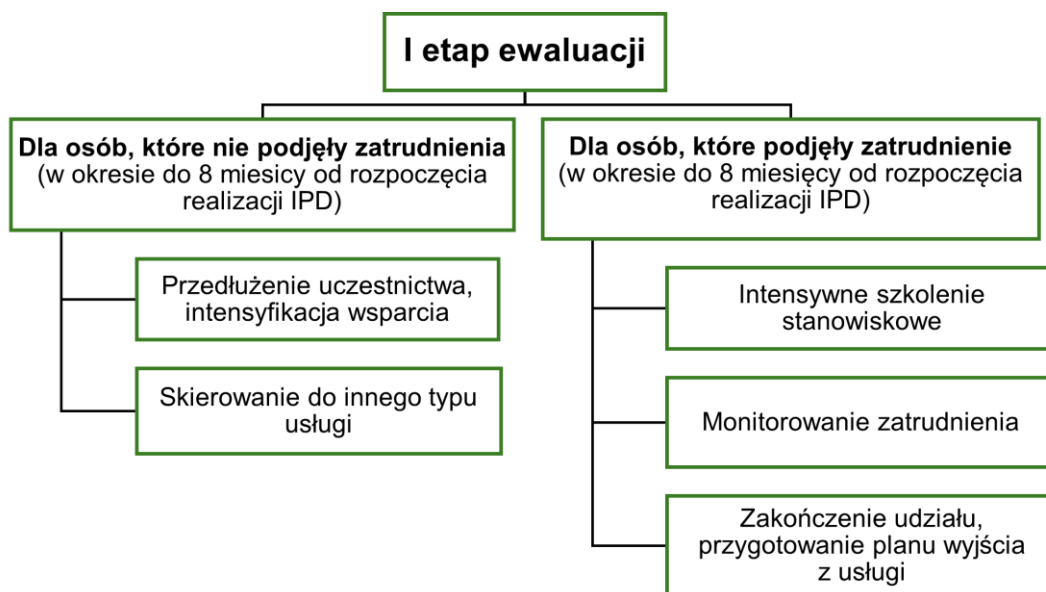 I etap ewaluacji
Dla osób, które nie podjęły zatrudnienia
(w okresie do 8 miesicy od rozpoczęcia
realizacji IPD)
Przedłużenie uczestnictwa,
intensyfikacja wsparcia
Skierowanie do innego typu
usługi
Dla osób, które podjęły zatrudnienie
(w okresie do 8 miesięcy od rozpoczęcia
realizacji IPD)
Intensywne szkolenie
stanowiskowe
Monitorowanie zatrudnienia
Zakończenie udziału,
przygotowanie planu wyjścia
z usługi